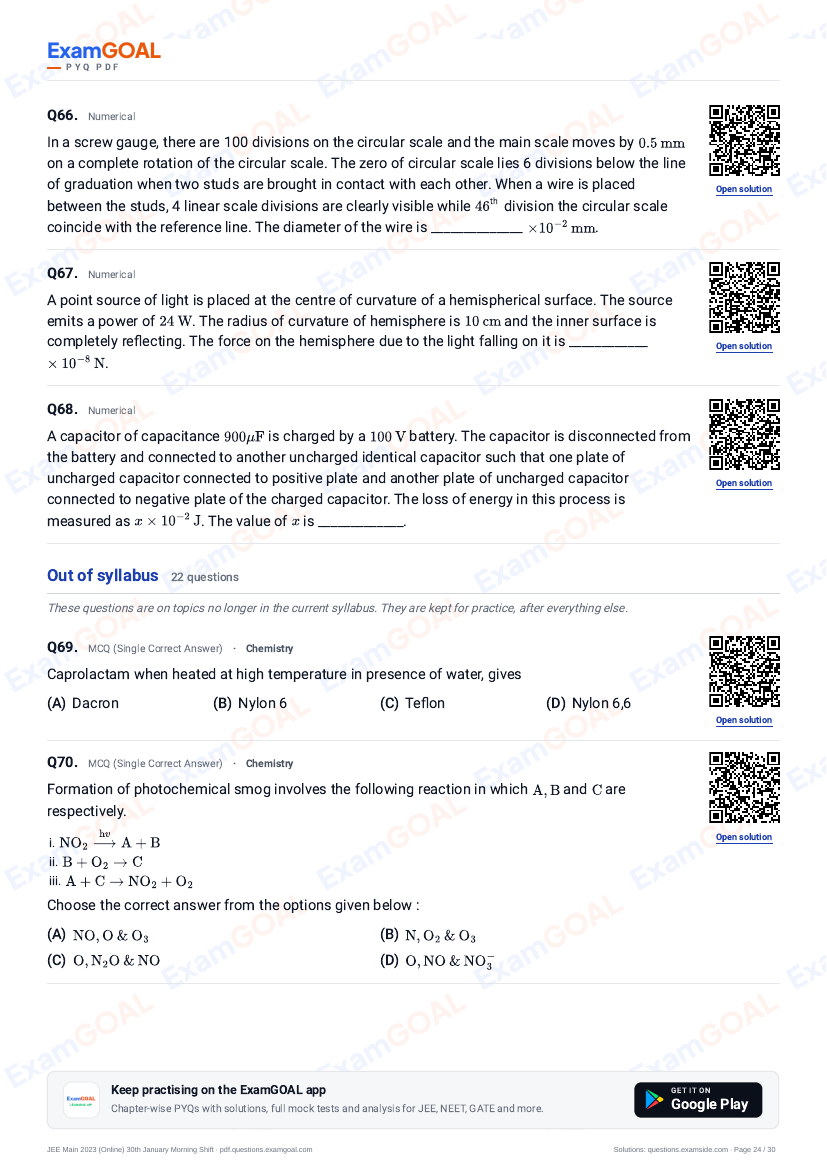 ExamGOAL
PYQ PDF
Q66. Numerical
In a screw gauge, there are 100 divisions on the circular scale and the main scale moves by 0.5 mm
on a complete rotation of the circular scale. The zero of circular scale lies 6 divisions below the line
of graduation when two studs are brought in contact with each other. When a wire is placed
between the studs, 4 linear scale divisions are clearly visible while 46th division the circular scale
coincide with the reference line. The diameter of the wire is ______________ ×10⁻² mm.
Open solution
Q67. Numerical
A point source of light is placed at the centre of curvature of a hemispherical surface. The source
emits a power of 24 W. The radius of curvature of hemisphere is 10 cm and the inner surface is
completely reflecting. The force on the hemisphere due to the light falling on it is ____________
× 10⁻⁸ N.
Open solution
Q68. Numerical
A capacitor of capacitance 900μF is charged by a 100 V battery. The capacitor is disconnected from
the battery and connected to another uncharged identical capacitor such that one plate of
uncharged capacitor connected to positive plate and another plate of uncharged capacitor
connected to negative plate of the charged capacitor. The loss of energy in this process is
measured as x × 10⁻² J. The value of x is _____________.
Open solution
Out of syllabus 22 questions
These questions are on topics no longer in the current syllabus. They are kept for practice, after everything else.
Q69. MCQ (Single Correct Answer) · Chemistry
Caprolactam when heated at high temperature in presence of water, gives
(A) Dacron (B) Nylon 6 (C) Teflon (D) Nylon 6,6
Open solution
Q70. MCQ (Single Correct Answer) · Chemistry
Formation of photochemical smog involves the following reaction in which A, B and C are
respectively.
i. NO₂ —hν→ A + B
ii. B + O₂ → C
iii. A + C → NO₂ + O₂
Choose the correct answer from the options given below :
(A) NO, O & O₃ (B) N, O₂ & O₃
(C) O, N₂O & NO (D) O, NO & NO₃⁻
Open solution
ExamGOAL
Keep practising on the ExamGOAL app
Chapter-wise PYQs with solutions, full mock tests and analysis for JEE, NEET, GATE and more.
GET IT ON
Google Play
JEE Main 2023 (Online) 30th January Morning Shift · pdf.questions.examgoal.com
Solutions: questions.examside.com · Page 24 / 30